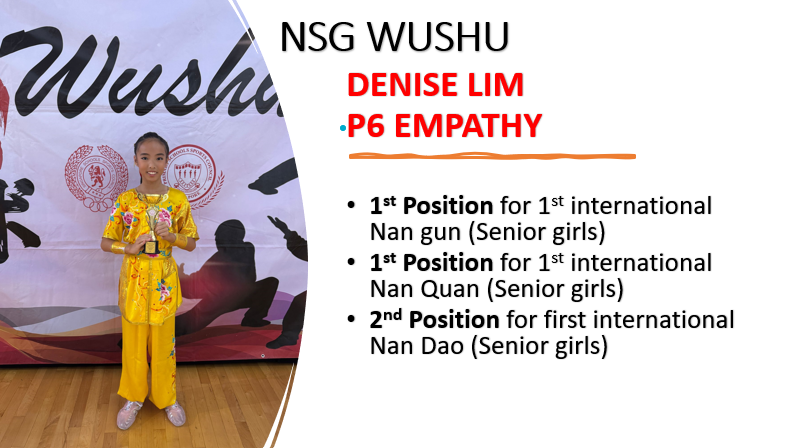 Wushu
NSG WUSHU
DENISE LIM
•P6 EMPATHY
• 1st Position for 1st international
Nan gun (Senior girls)
• 1st Position for 1st international
Nan Quan (Senior girls)
• 2nd Position for first international
Nan Dao (Senior girls)